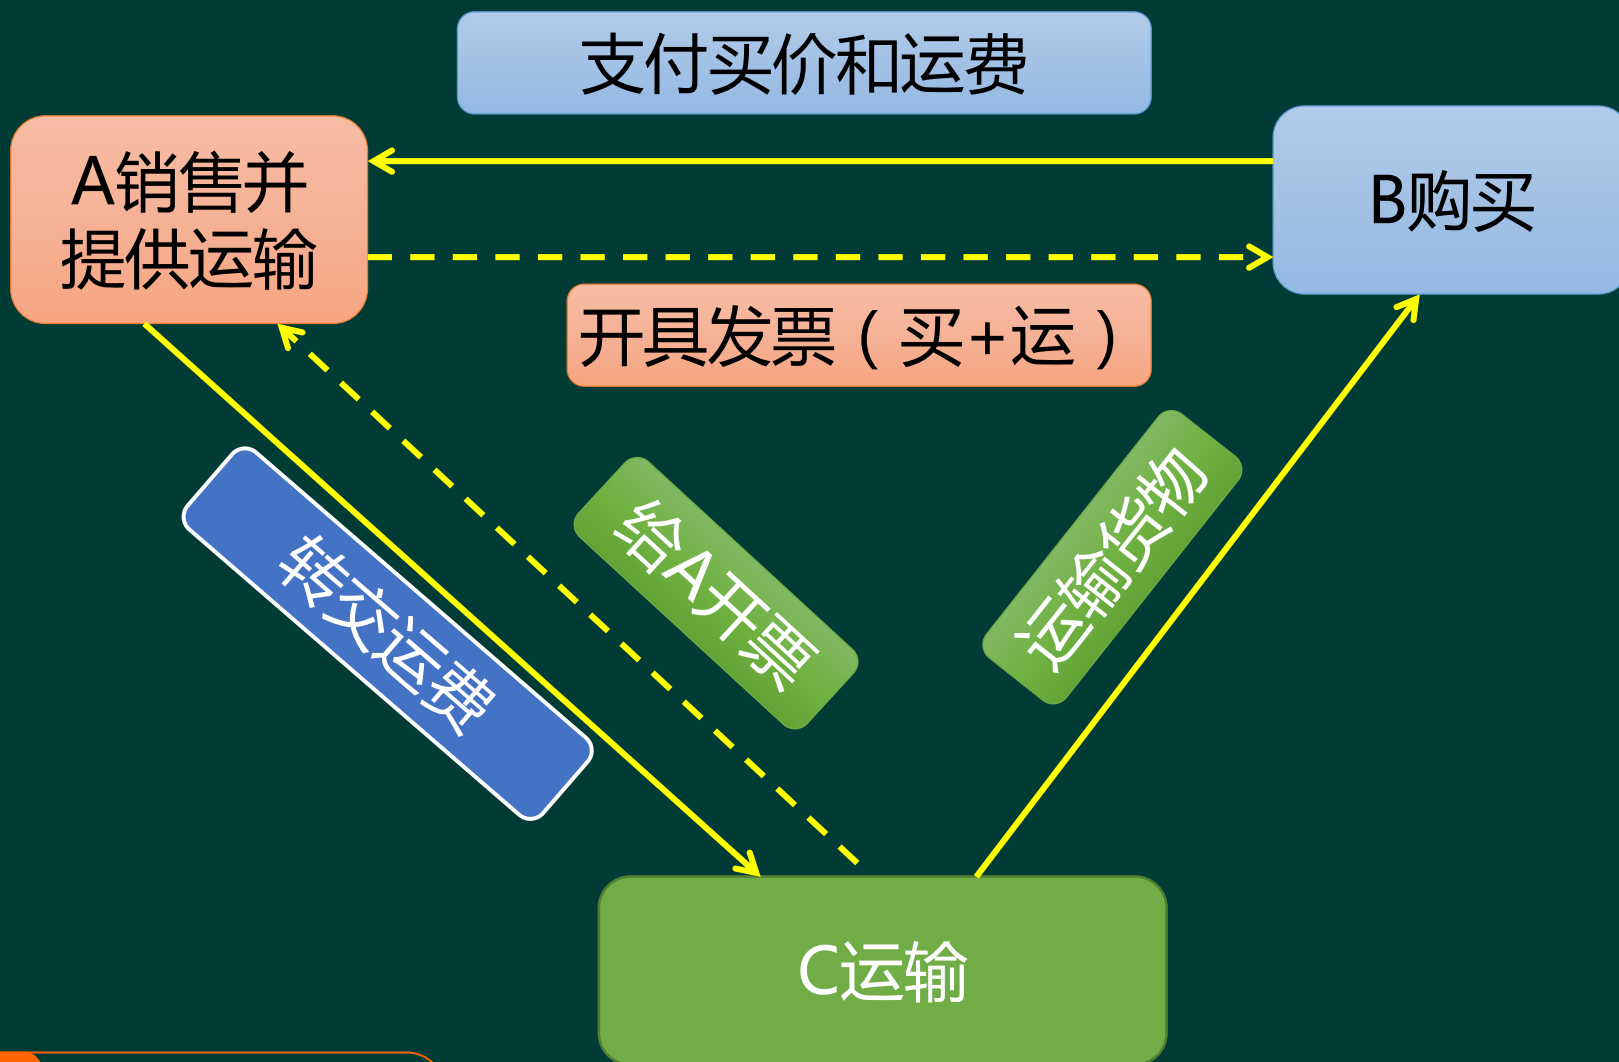 支付买价和运费
A销售并
提供运输
B购买
开具发票（买+运）
转交运费
给A开票
运输货物
C运输